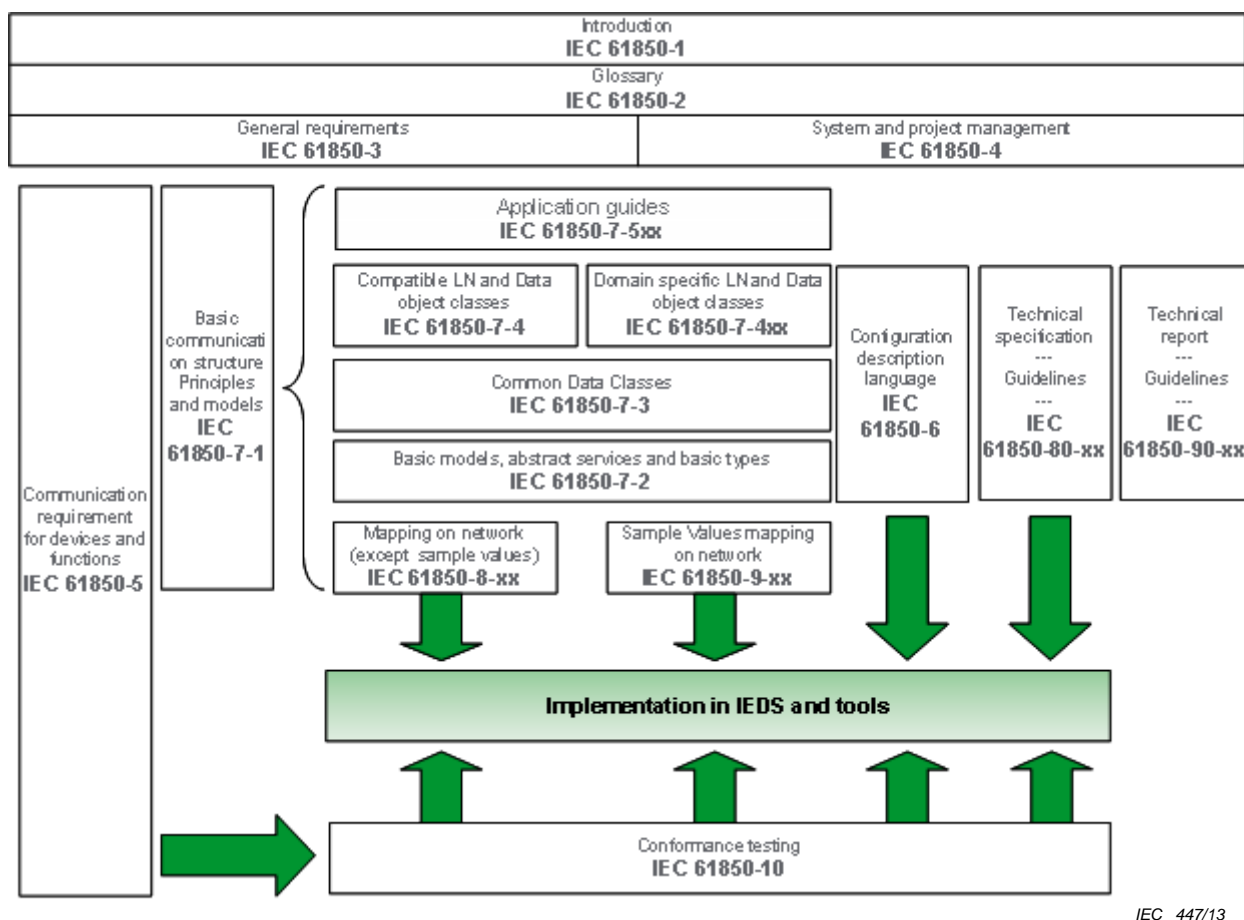 Introduction
IEC 61850-1
Glossary
IEC 61850-2
General requirements
IEC 61850-3
System and project management
IEC 61850-4
Communication
requirement
for devices and
functions
IEC 61850-5
Basic
communicati
on structure
Principles
and models
IEC
61850-7-1
Application guides
IEC 61850-7-5xx
Compatible LN and Data
object classes
IEC 61850-7-4
Domain specific LN and Data
object classes
IEC 61850-7-4xx
Common Data Classes
IEC 61850-7-3
Basic models, abstract services and basic types
IEC 61850-7-2
Mapping on network
(except sample values)
IEC 61850-8-xx
Sample Values mapping
on network
IEC 61850-9-xx
Configuration
description
language
IEC
61850-6
Technical
specification
---
Guidelines
---
IEC
61850-80-xx
Technical
report
---
Guidelines
---
IEC
61850-90-xx
Implementation in IEDS and tools
Conformance testing
IEC 61850-10
IEC 447/13